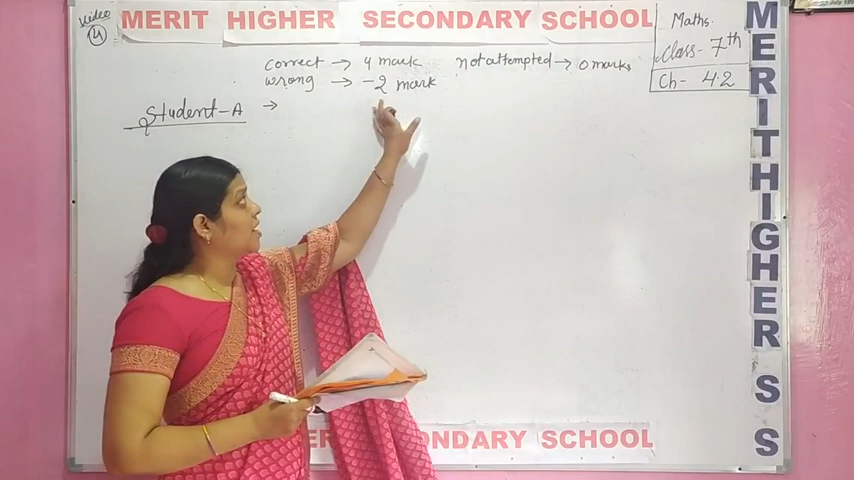 MERIT HIGHER SECONDARY SCHOOL
Video
4
Maths.
Class- 7th
Ch- 4.2
correct → 4 mark not attempted → 0 marks
wrong → -2 mark
Student-A →
MERIT HIGHER S S
ONDARY SCHOOL